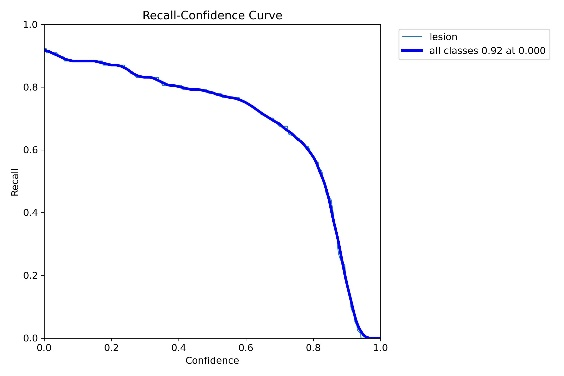 Recall-Confidence Curve
lesion
all classes 0.92 at 0.000
1.0
0.8
0.6
0.4
0.2
0.0
Recall
0.0 0.2 0.4 0.6 0.8 1.0
Confidence